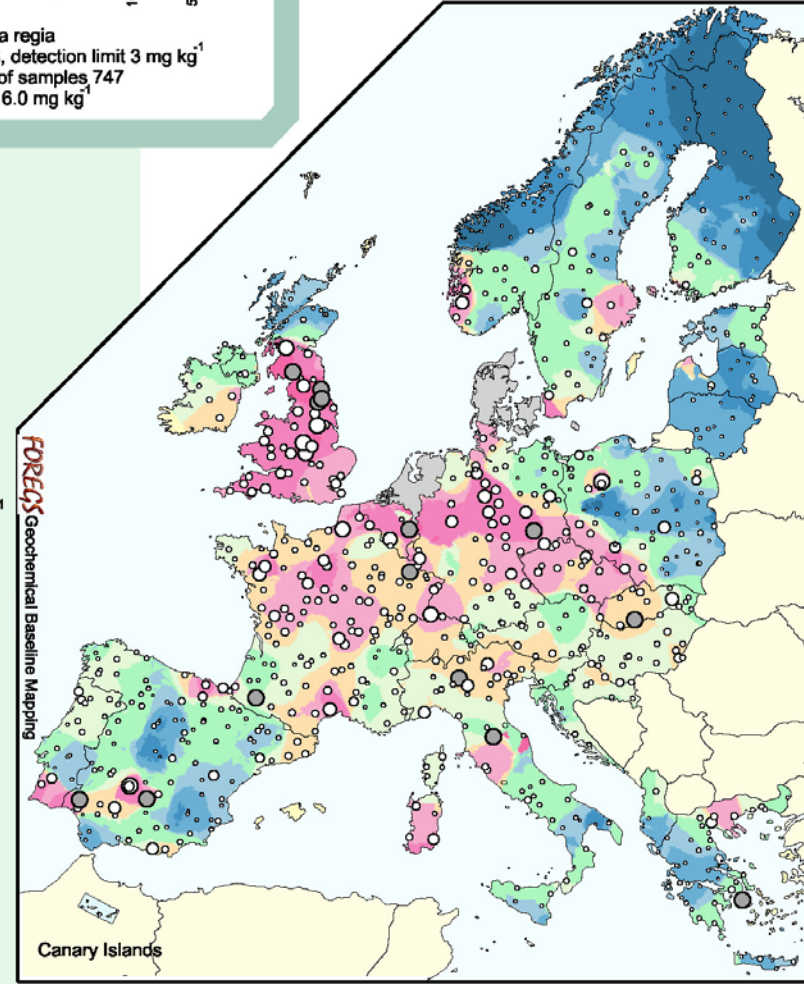 a regia
, detection limit 3 mg kg-1
of samples 747
6.0 mg kg-1
FOREGS Geochemical Baseline Mapping
Canary Islands